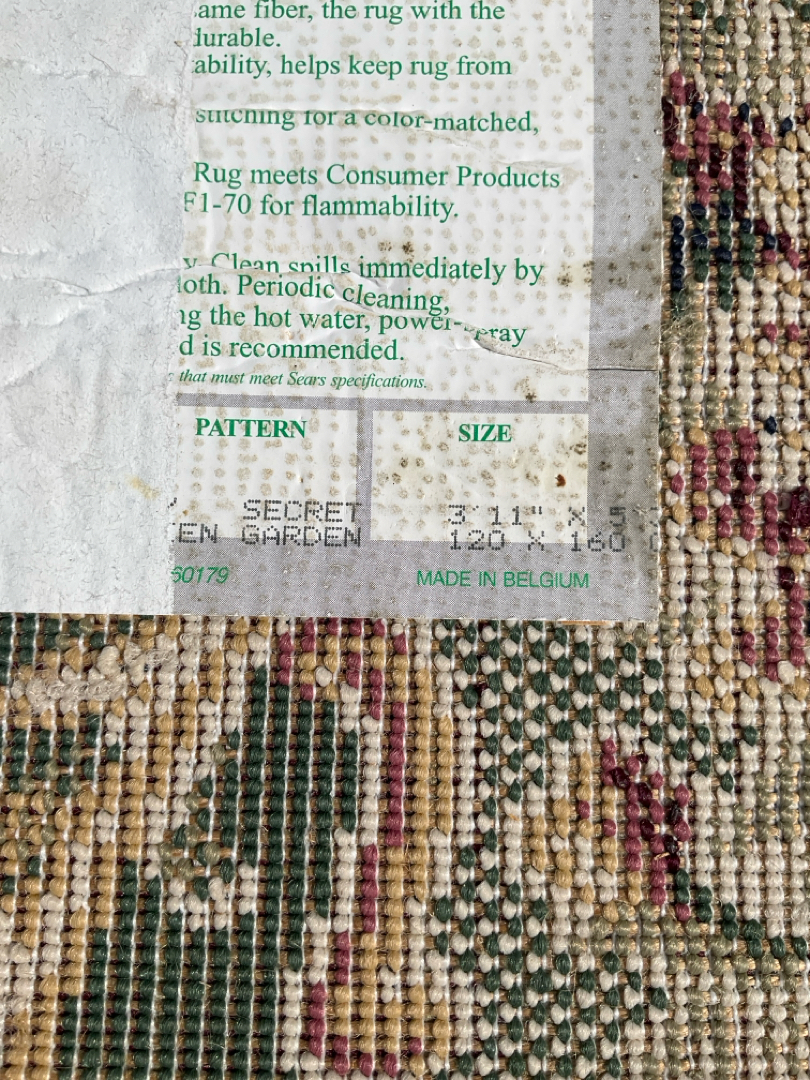 ame fiber, the rug with the
durable.
ability, helps keep rug from
stitching for a color-matched,
Rug meets Consumer Products
F1-70 for flammability.
y. Clean spills immediately by
loth. Periodic cleaning,
ng the hot water, power-spray
d is recommended.
that must meet Sears specifications.
PATTERN
SIZE
SECRET
3'11" X 5
EN GARDEN
120 X 160
60179
MADE IN BELGIUM